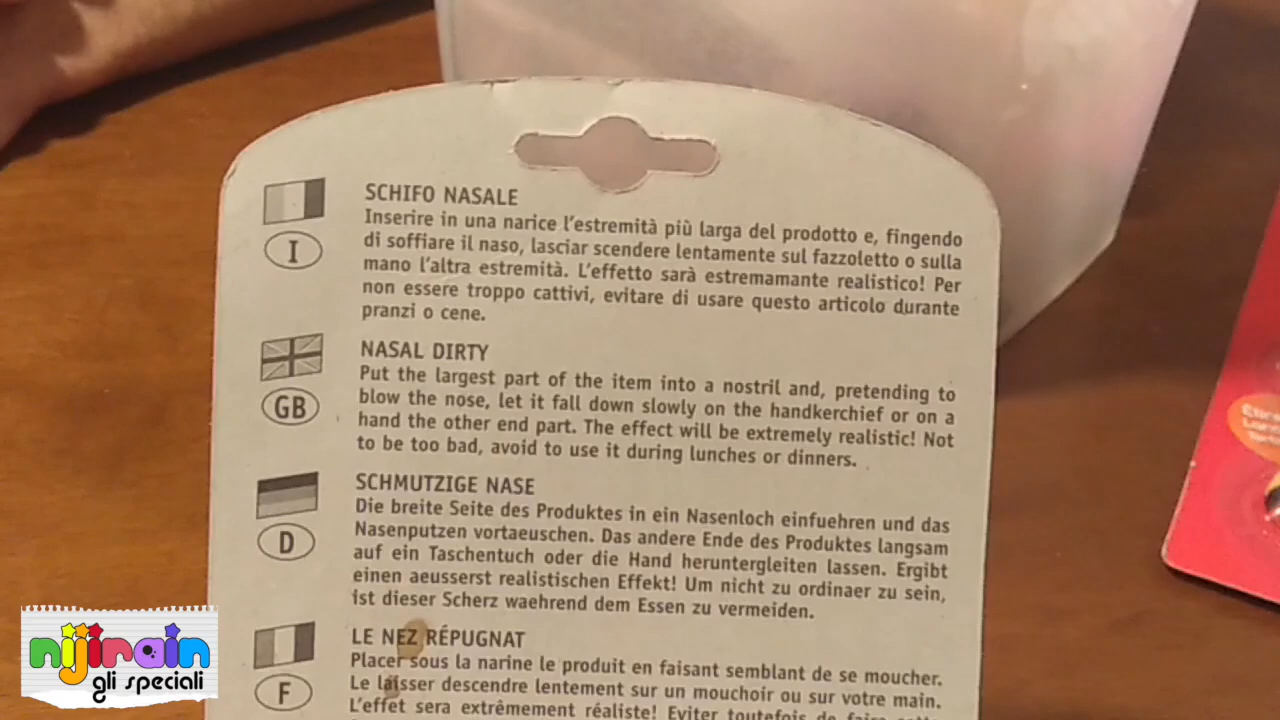 SCHIFO NASALE
Inserire in una narice l'estremità più larga del prodotto e, fingendo
di soffiare il naso, lasciar scendere lentamente sul fazzoletto o sulla
mano l'altra estremità. L'effetto sarà estremamante realistico! Per
non essere troppo cattivi, evitare di usare questo articolo durante
pranzi o cene.
I
NASAL DIRTY
Put the largest part of the item into a nostril and, pretending to
blow the nose, let it fall down slowly on the handkerchief or on a
hand the other end part. The effect will be extremely realistic! Not
to be too bad, avoid to use it during lunches or dinners.
GB
SCHMUTZIGE NASE
Die breite Seite des Produktes in ein Nasenloch einfuehren und das
Nasenputzen vortaeuschen. Das andere Ende des Produktes langsam
auf ein Taschentuch oder die Hand heruntergleiten lassen. Ergibt
einen aeusserst realistischen Effekt! Um nicht zu ordinaer zu sein,
ist dieser Scherz waehrend dem Essen zu vermeiden.
D
LE NEZ RÉPUGNAT
Placer sous la narine le produit en faisant semblant de se moucher.
Le laisser descendre lentement sur un mouchoir ou sur votre main.
L'effet sera extrêmement réaliste! Eviter toutefois de faire cette
F
nijirain
gli speciali